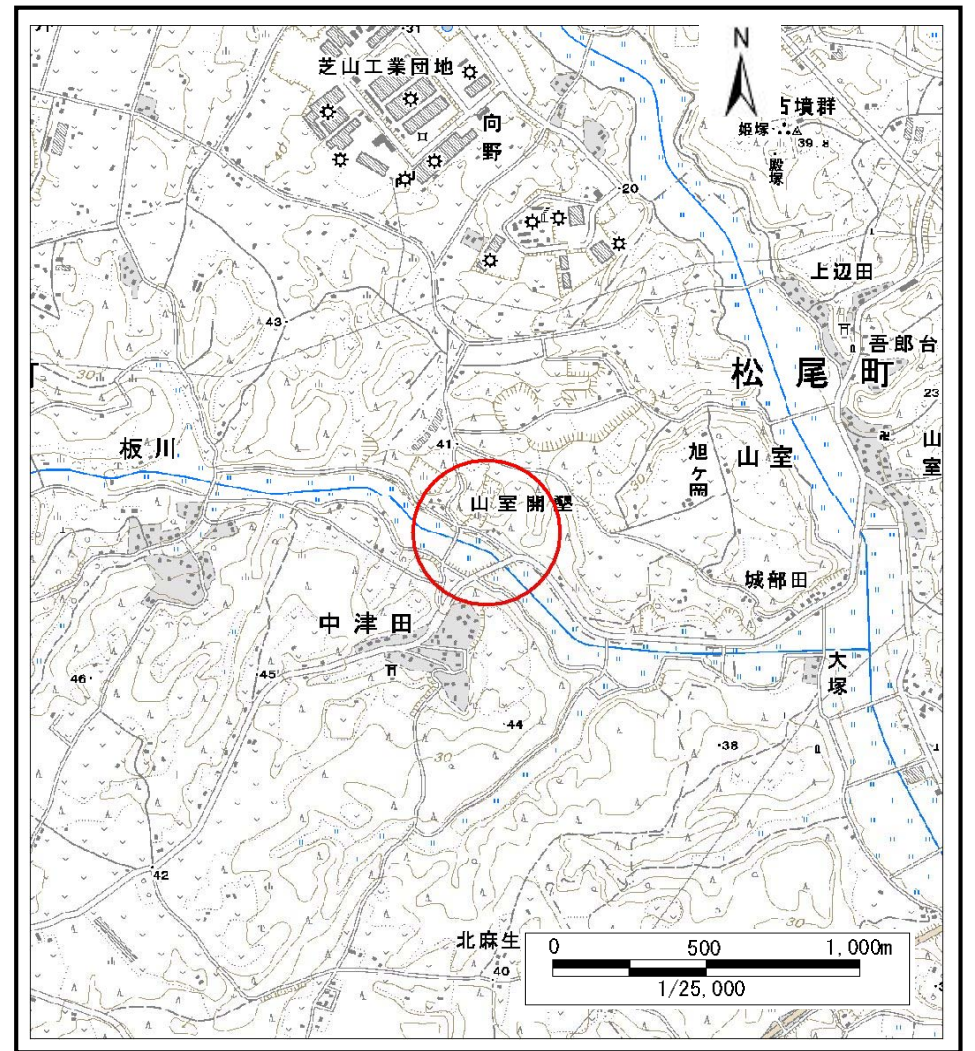 31
芝山工業団地
N
向野
古墳群
姫塚
39.8
殿塚
40
20
上辺田
43
吾郎台
松尾町
30
町
23
板川
41
旭ケ岡
山室
山室
山室開墾
30
城部田
中津田
大塚
46
45
44
38
30
42
北麻生
30
40
0 500 1,000m
1/25,000